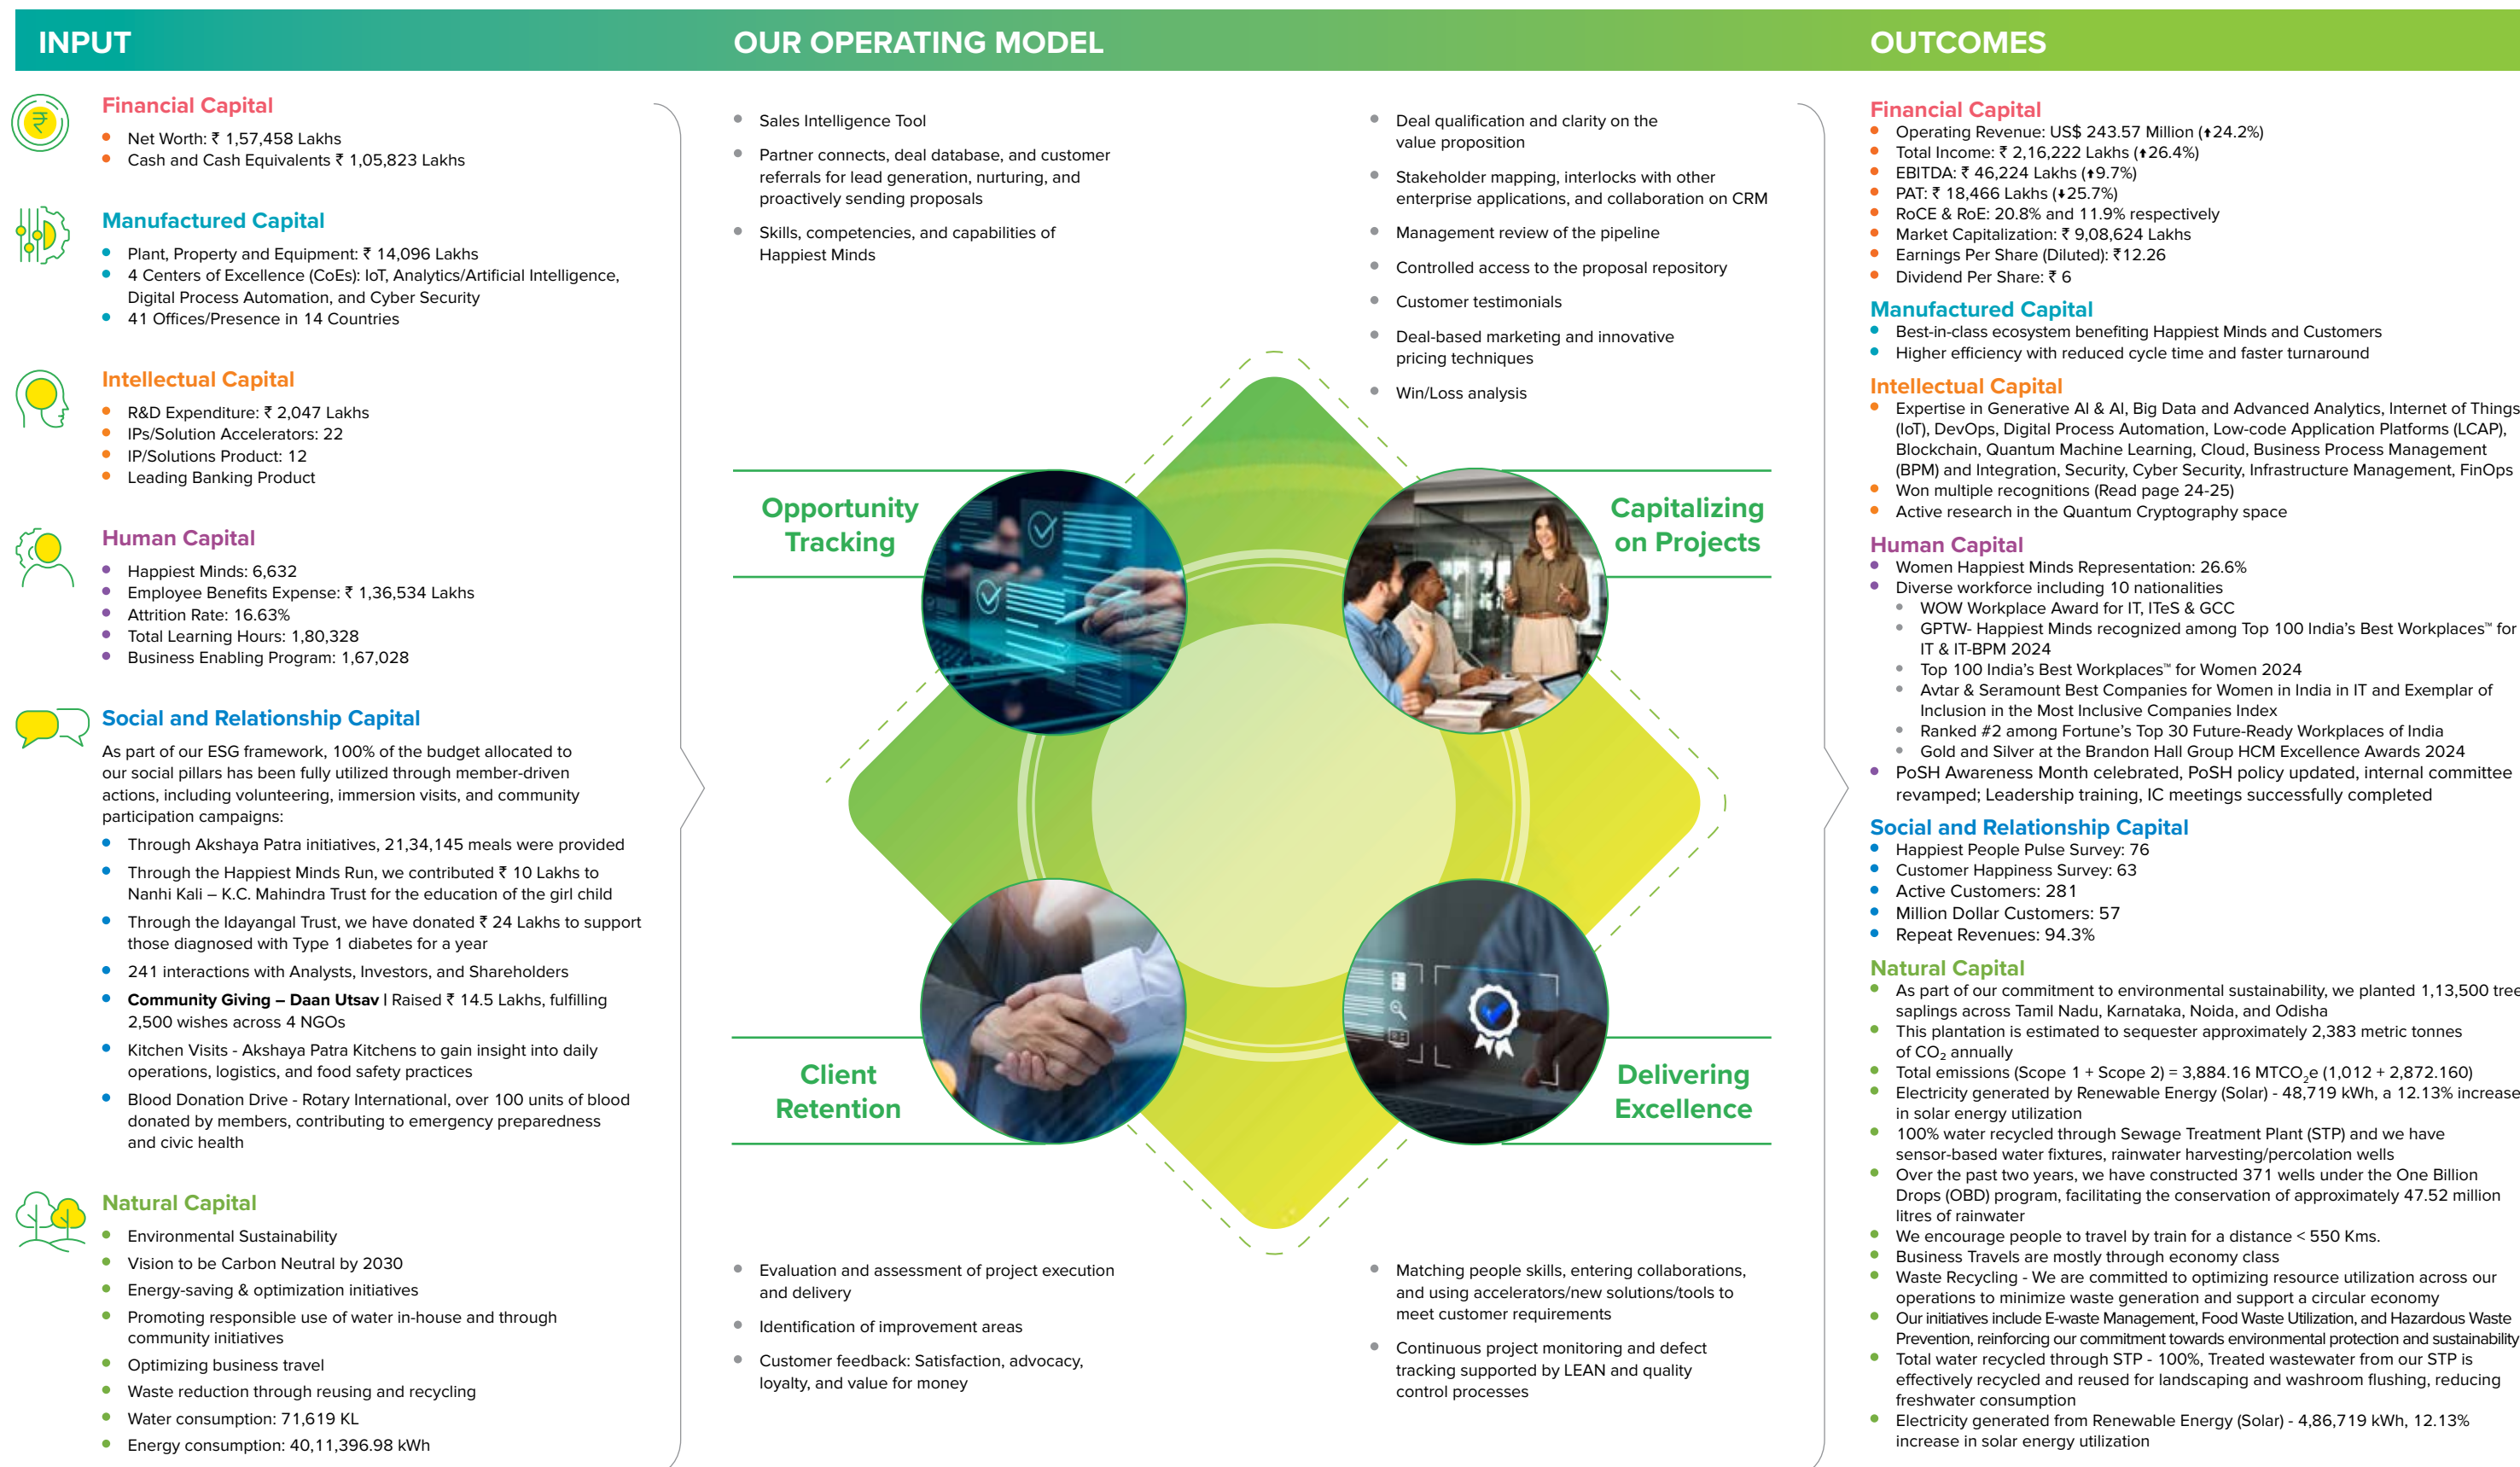 INPUT
Financial Capital
Net Worth: ₹ 1,57,458 Lakhs
Cash and Cash Equivalents ₹ 1,05,823 Lakhs
Manufactured Capital
Plant, Property and Equipment: ₹ 14,096 Lakhs
4 Centers of Excellence (CoEs): IoT, Analytics/Artificial Intelligence,
Digital Process Automation, and Cyber Security
41 Offices/Presence in 14 Countries
Intellectual Capital
R&D Expenditure: ₹ 2,047 Lakhs
IPs/Solution Accelerators: 22
IP/Solutions Product: 12
Leading Banking Product
Human Capital
Happiest Minds: 6,632
Employee Benefits Expense: ₹ 1,36,534 Lakhs
Attrition Rate: 16.63%
Total Learning Hours: 1,80,328
Business Enabling Program: 1,67,028
Social and Relationship Capital
As part of our ESG framework, 100% of the budget allocated to
our social pillars has been fully utilized through member-driven
actions, including volunteering, immersion visits, and community
participation campaigns:
Through Akshaya Patra initiatives, 21,34,145 meals were provided
Through the Happiest Minds Run, we contributed ₹ 10 Lakhs to
Nanhi Kali – K.C. Mahindra Trust for the education of the girl child
Through the Idayangal Trust, we have donated ₹ 24 Lakhs to support
those diagnosed with Type 1 diabetes for a year
241 interactions with Analysts, Investors, and Shareholders
Community Giving – Daan Utsav | Raised ₹ 14.5 Lakhs, fulfilling
2,500 wishes across 4 NGOs
Kitchen Visits - Akshaya Patra Kitchens to gain insight into daily
operations, logistics, and food safety practices
Blood Donation Drive - Rotary International, over 100 units of blood
donated by members, contributing to emergency preparedness
and civic health
Natural Capital
Environmental Sustainability
Vision to be Carbon Neutral by 2030
Energy-saving & optimization initiatives
Promoting responsible use of water in-house and through
community initiatives
Optimizing business travel
Waste reduction through reusing and recycling
Water consumption: 71,619 KL
Energy consumption: 40,11,396.98 kWh
OUR OPERATING MODEL
Sales Intelligence Tool
Partner connects, deal database, and customer
referrals for lead generation, nurturing, and
proactively sending proposals
Skills, competencies, and capabilities of
Happiest Minds
Opportunity
Tracking
Deal qualification and clarity on the
value proposition
Stakeholder mapping, interlocks with other
enterprise applications, and collaboration on CRM
Management review of the pipeline
Controlled access to the proposal repository
Customer testimonials
Deal-based marketing and innovative
pricing techniques
Win/Loss analysis
Capitalizing
on Projects
Client
Retention
Evaluation and assessment of project execution
and delivery
Identification of improvement areas
Customer feedback: Satisfaction, advocacy,
loyalty, and value for money
Delivering
Excellence
Matching people skills, entering collaborations,
and using accelerators/new solutions/tools to
meet customer requirements
Continuous project monitoring and defect
tracking supported by LEAN and quality
control processes
OUTCOMES
Financial Capital
Operating Revenue: US$ 243.57 Million (⬆24.2%)
Total Income: ₹ 2,16,222 Lakhs (⬆26.4%)
EBITDA: ₹ 46,224 Lakhs (⬆9.7%)
PAT: ₹ 18,466 Lakhs (⬇25.7%)
RoCE & RoE: 20.8% and 11.9% respectively
Market Capitalization: ₹ 9,08,624 Lakhs
Earnings Per Share (Diluted): ₹12.26
Dividend Per Share: ₹ 6
Manufactured Capital
Best-in-class ecosystem benefiting Happiest Minds and Customers
Higher efficiency with reduced cycle time and faster turnaround
Intellectual Capital
Expertise in Generative AI & AI, Big Data and Advanced Analytics, Internet of Things
(IoT), DevOps, Digital Process Automation, Low-code Application Platforms (LCAP),
Blockchain, Quantum Machine Learning, Cloud, Business Process Management
(BPM) and Integration, Security, Cyber Security, Infrastructure Management, FinOps
Won multiple recognitions (Read page 24-25)
Active research in the Quantum Cryptography space
Human Capital
Women Happiest Minds Representation: 26.6%
Diverse workforce including 10 nationalities
WOW Workplace Award for IT, ITeS & GCC
GPTW- Happiest Minds recognized among Top 100 India's Best Workplaces™ for
IT & IT-BPM 2024
Top 100 India's Best Workplaces™ for Women 2024
Avtar & Seramount Best Companies for Women in India in IT and Exemplar of
Inclusion in the Most Inclusive Companies Index
Ranked #2 among Fortune's Top 30 Future-Ready Workplaces of India
Gold and Silver at the Brandon Hall Group HCM Excellence Awards 2024
PoSH Awareness Month celebrated, PoSH policy updated, internal committee
revamped; Leadership training, IC meetings successfully completed
Social and Relationship Capital
Happiest People Pulse Survey: 76
Customer Happiness Survey: 63
Active Customers: 281
Million Dollar Customers: 57
Repeat Revenues: 94.3%
Natural Capital
As part of our commitment to environmental sustainability, we planted 1,13,500 tree
saplings across Tamil Nadu, Karnataka, Noida, and Odisha
This plantation is estimated to sequester approximately 2,383 metric tonnes
of CO₂ annually
Total emissions (Scope 1 + Scope 2) = 3,884.16 MTCO₂e (1,012 + 2,872.160)
Electricity generated by Renewable Energy (Solar) - 48,719 kWh, a 12.13% increase
in solar energy utilization
100% water recycled through Sewage Treatment Plant (STP) and we have
sensor-based water fixtures, rainwater harvesting/percolation wells
Over the past two years, we have constructed 371 wells under the One Billion
Drops (OBD) program, facilitating the conservation of approximately 47.52 million
litres of rainwater
We encourage people to travel by train for a distance < 550 Kms.
Business Travels are mostly through economy class
Waste Recycling - We are committed to optimizing resource utilization across our
operations to minimize waste generation and support a circular economy
Our initiatives include E-waste Management, Food Waste Utilization, and Hazardous Waste
Prevention, reinforcing our commitment towards environmental protection and sustainability
Total water recycled through STP - 100%, Treated wastewater from our STP is
effectively recycled and reused for landscaping and washroom flushing, reducing
freshwater consumption
Electricity generated from Renewable Energy (Solar) - 4,86,719 kWh, 12.13%
increase in solar energy utilization